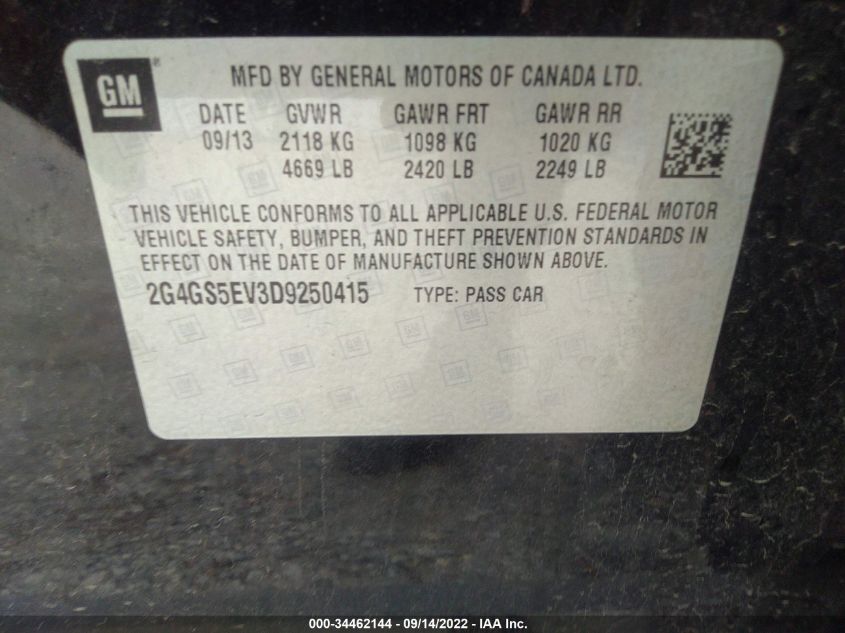 GM®
MFD BY GENERAL MOTORS OF CANADA LTD.
DATE GVWR GAWR FRT GAWR RR
09/13 2118 KG 1098 KG 1020 KG
4669 LB 2420 LB 2249 LB
THIS VEHICLE CONFORMS TO ALL APPLICABLE U.S. FEDERAL MOTOR
VEHICLE SAFETY, BUMPER, AND THEFT PREVENTION STANDARDS IN
EFFECT ON THE DATE OF MANUFACTURE SHOWN ABOVE.
2G4GS5EV3D9250415 TYPE: PASS CAR
000-34462144 - 09/14/2022 - IAA Inc.